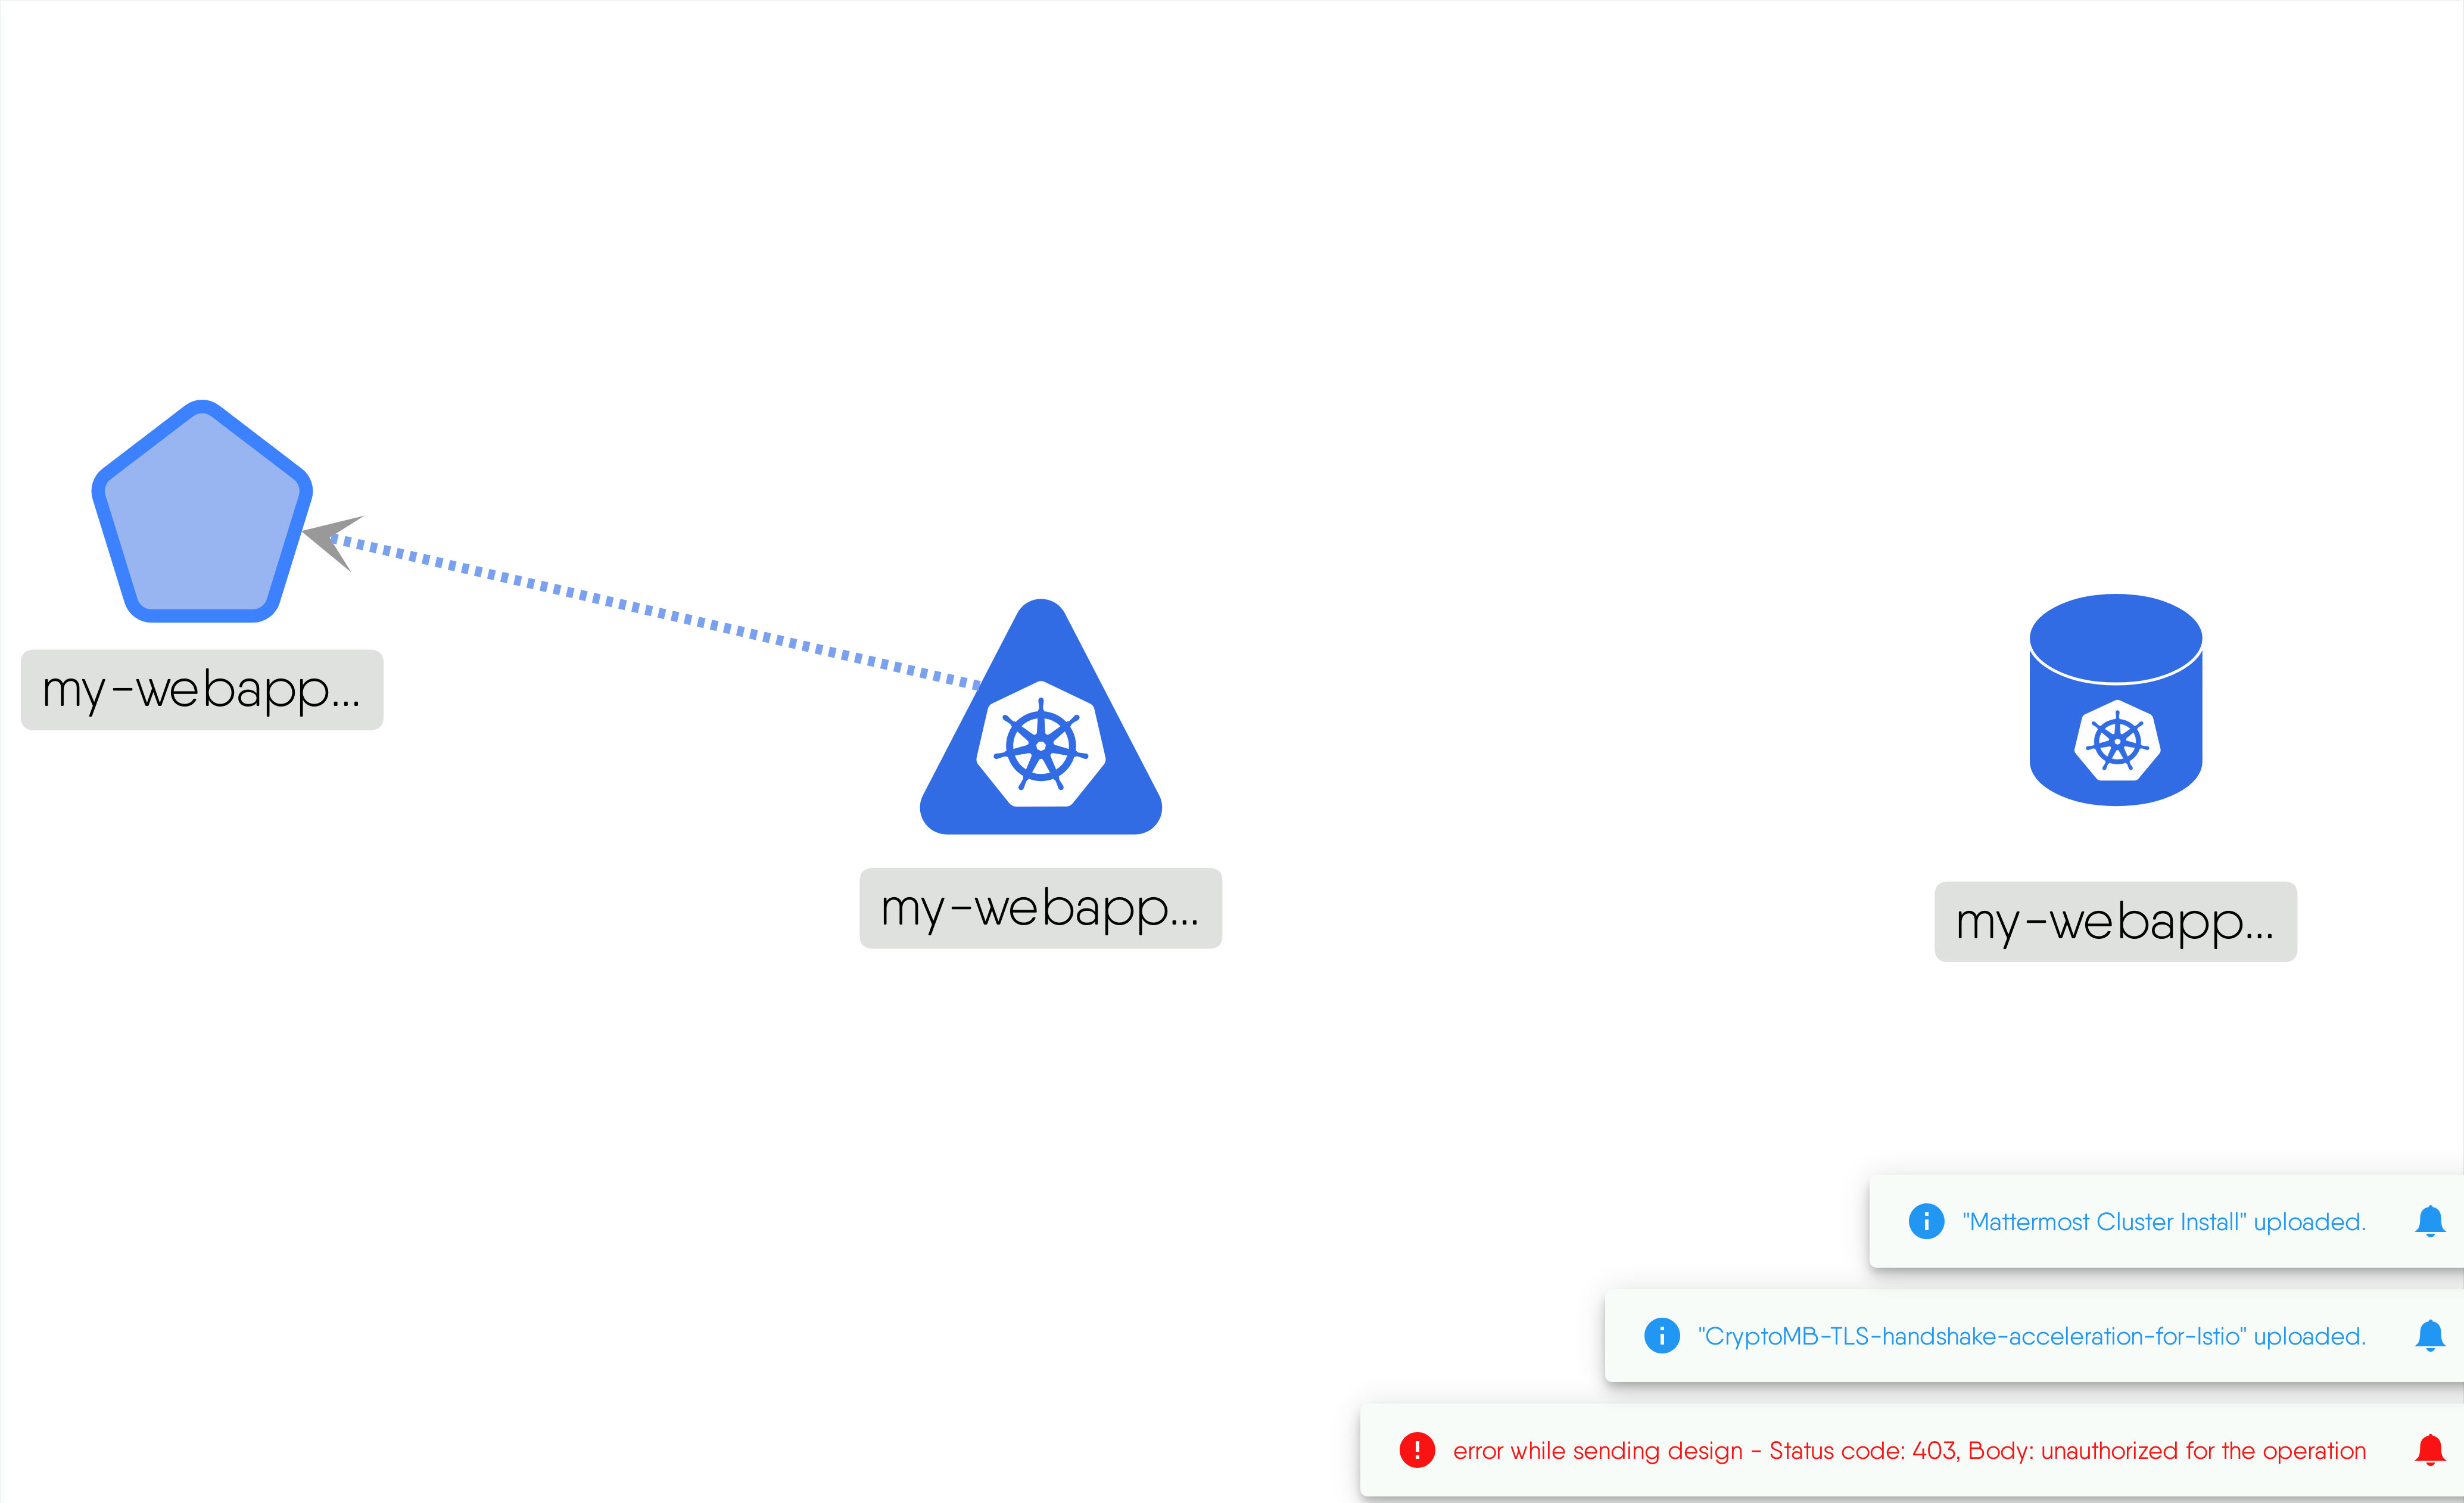 my-webapp...
my-webapp...
my-webapp...
"Mattermost Cluster Install" uploaded.
"CryptoMB-TLS-handshake-acceleration-for-Istio" uploaded.
error while sending design - Status code: 403, Body: unauthorized for the operation